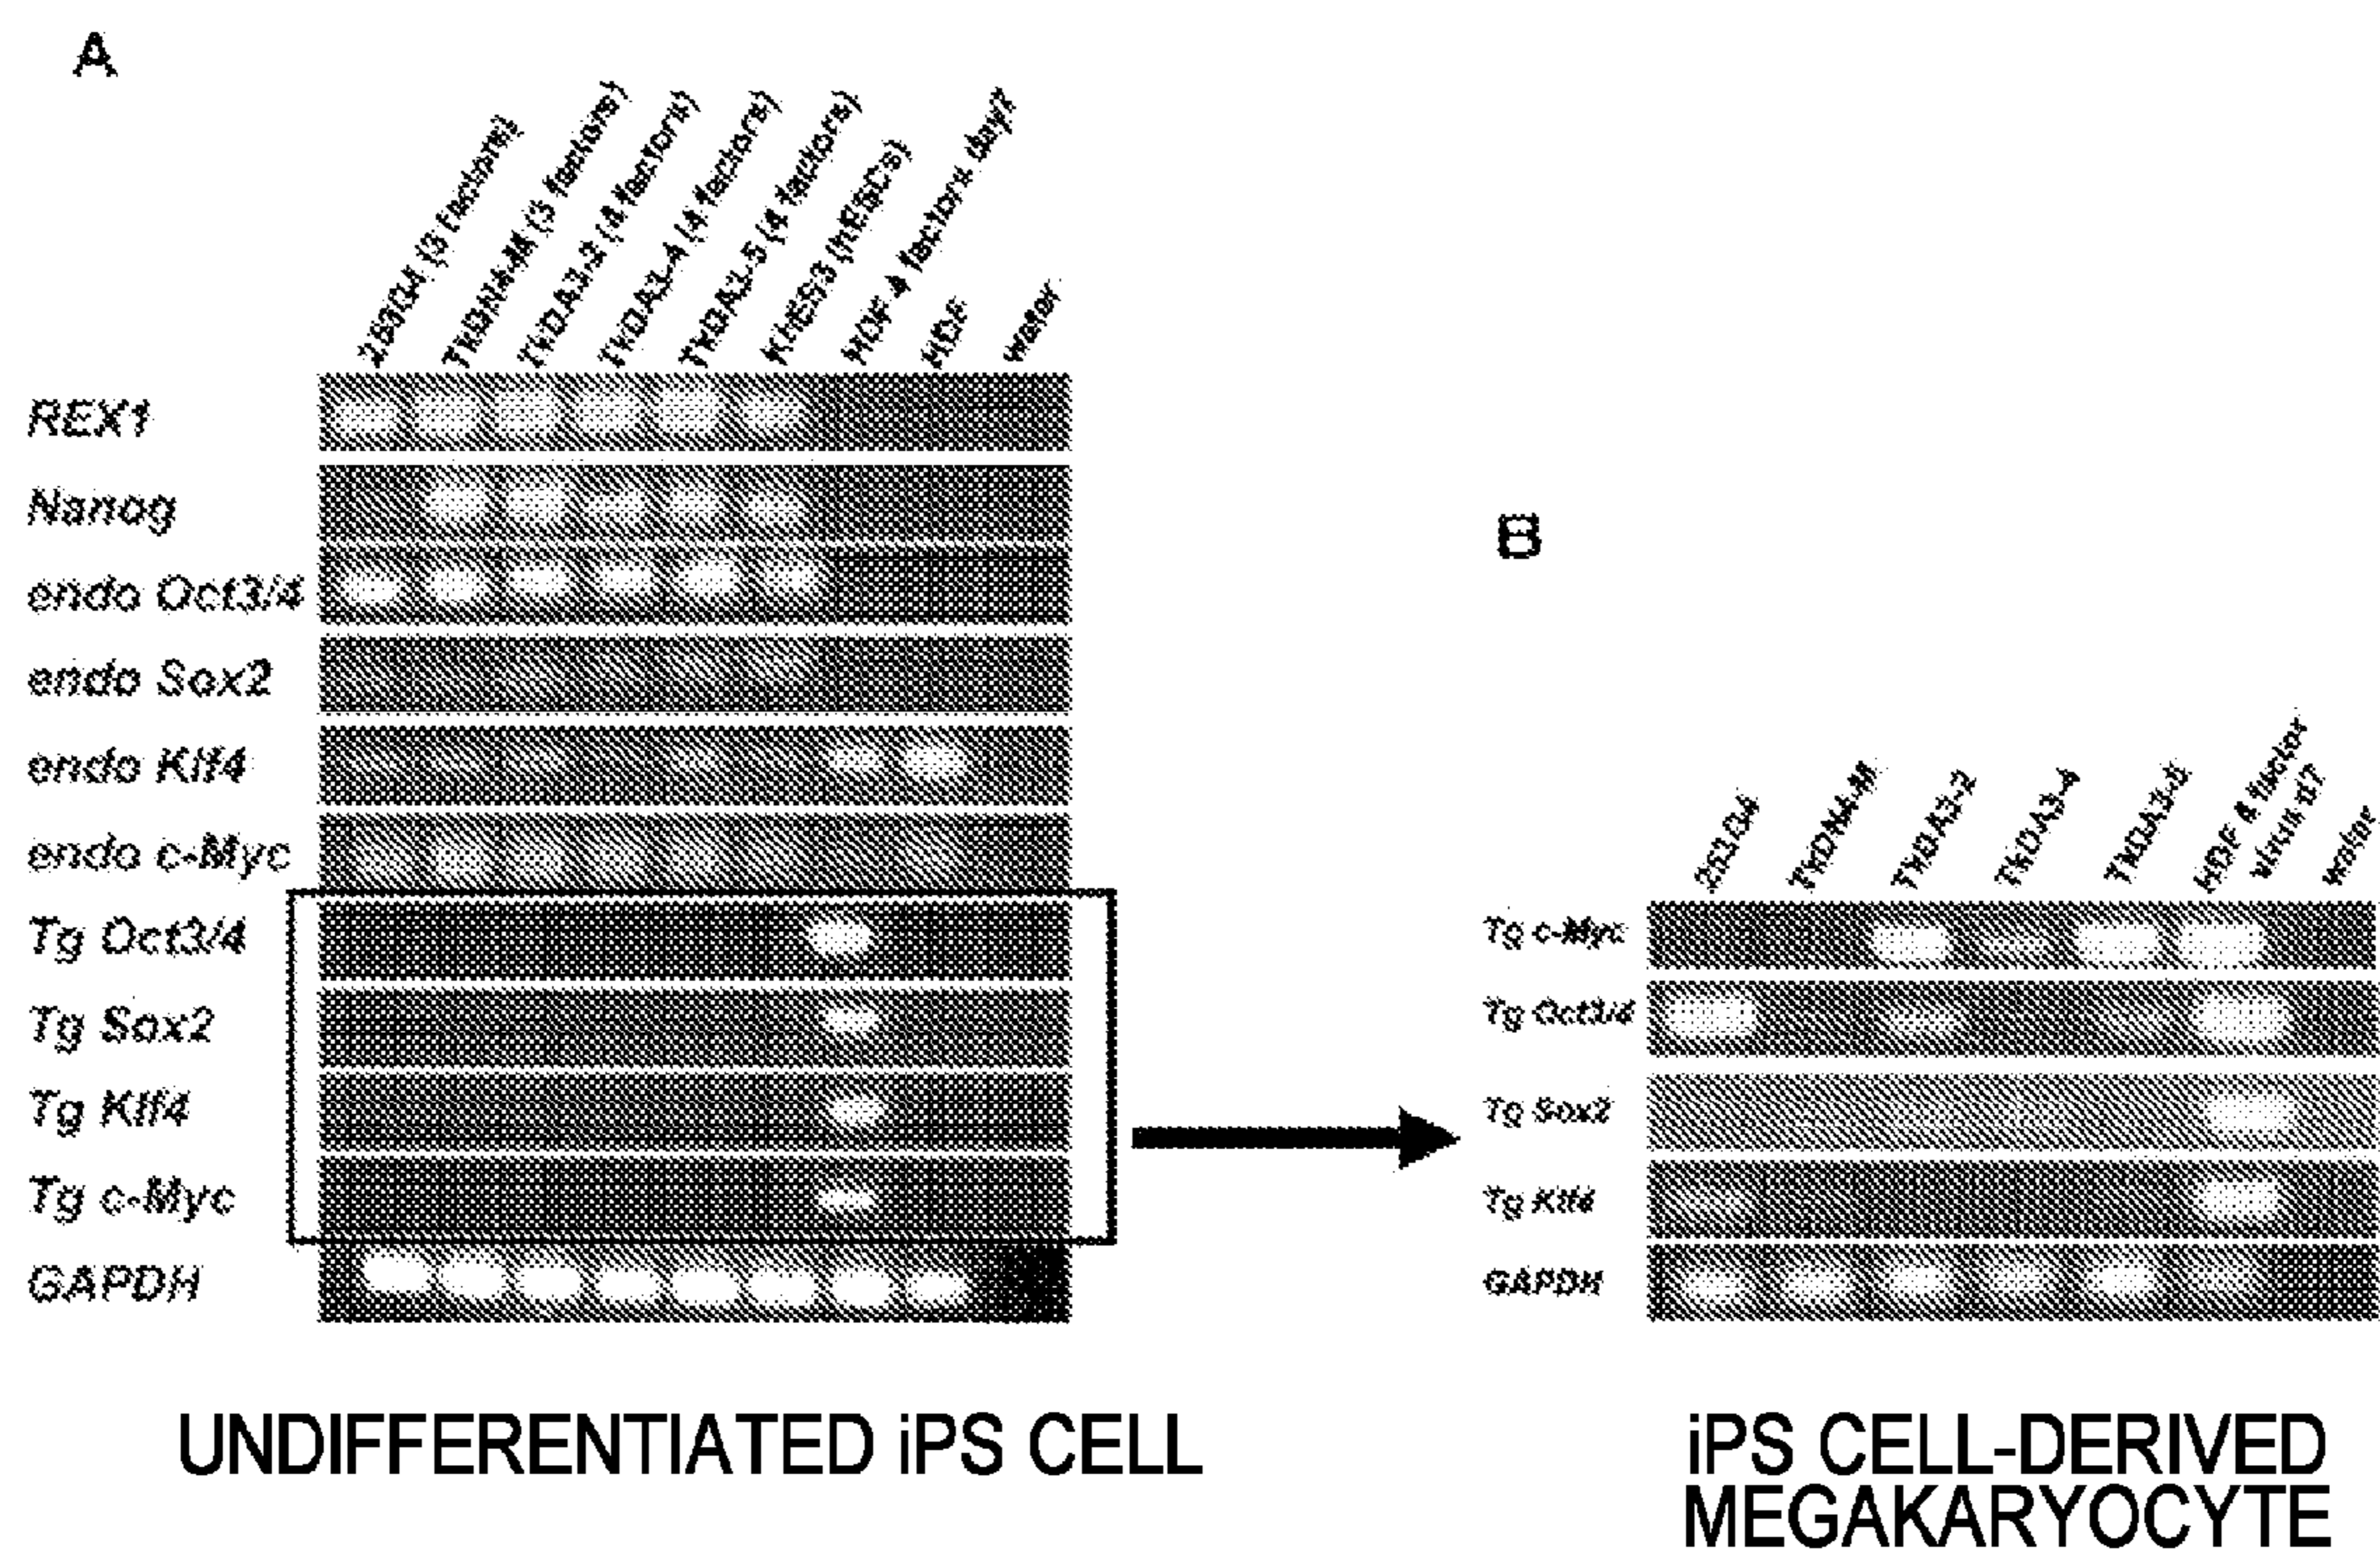 A
253G4 (3 factors)
TKDN4-M (3 factors)
TKDA3-2 (4 factors)
TKDA3-4 (4 factors)
TKDA3-5 (4 factors)
KhES3 (hESCs)
HDF 4 factors day7
HDF
water
REX1
Nanog
endo Oct3/4
endo Sox2
endo Klf4
endo c-Myc
Tg Oct3/4
Tg Sox2
Tg Klf4
Tg c-Myc
GAPDH
UNDIFFERENTIATED iPS CELL
B
253G4
TKDN4-M
TKDA3-2
TKDA3-4
TKDA3-5
HDF 4 factor
virus d7
water
Tg c-Myc
Tg Oct3/4
Tg Sox2
Tg Klf4
GAPDH
iPS CELL-DERIVED
MEGAKARYOCYTE